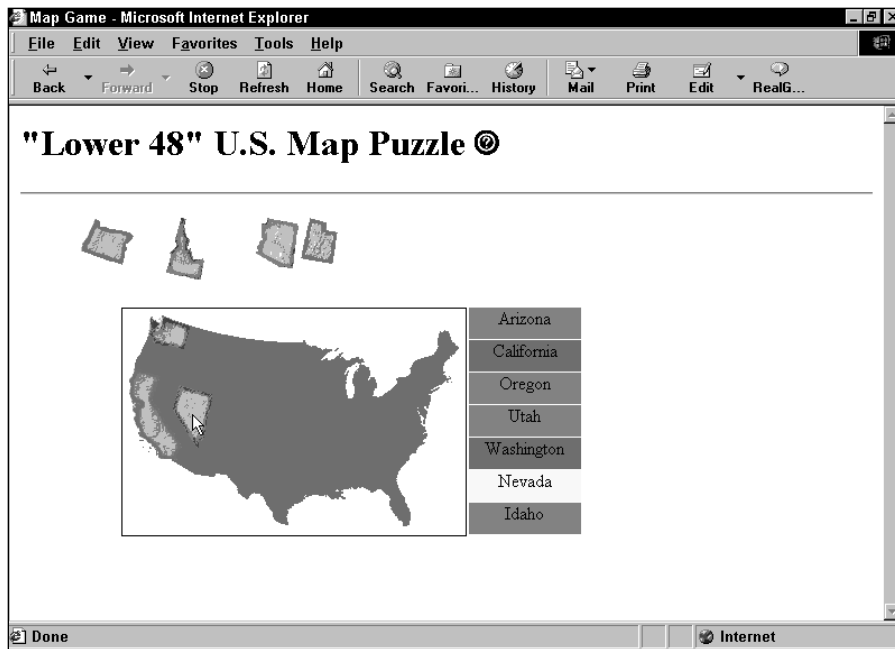 Map Game - Microsoft Internet Explorer
File Edit View Favorites Tools Help
Back Forward Stop Refresh Home Search Favori... History Mail Print Edit RealG...
"Lower 48" U.S. Map Puzzle ?
Arizona
California
Oregon
Utah
Washington
Nevada
Idaho
Done Internet